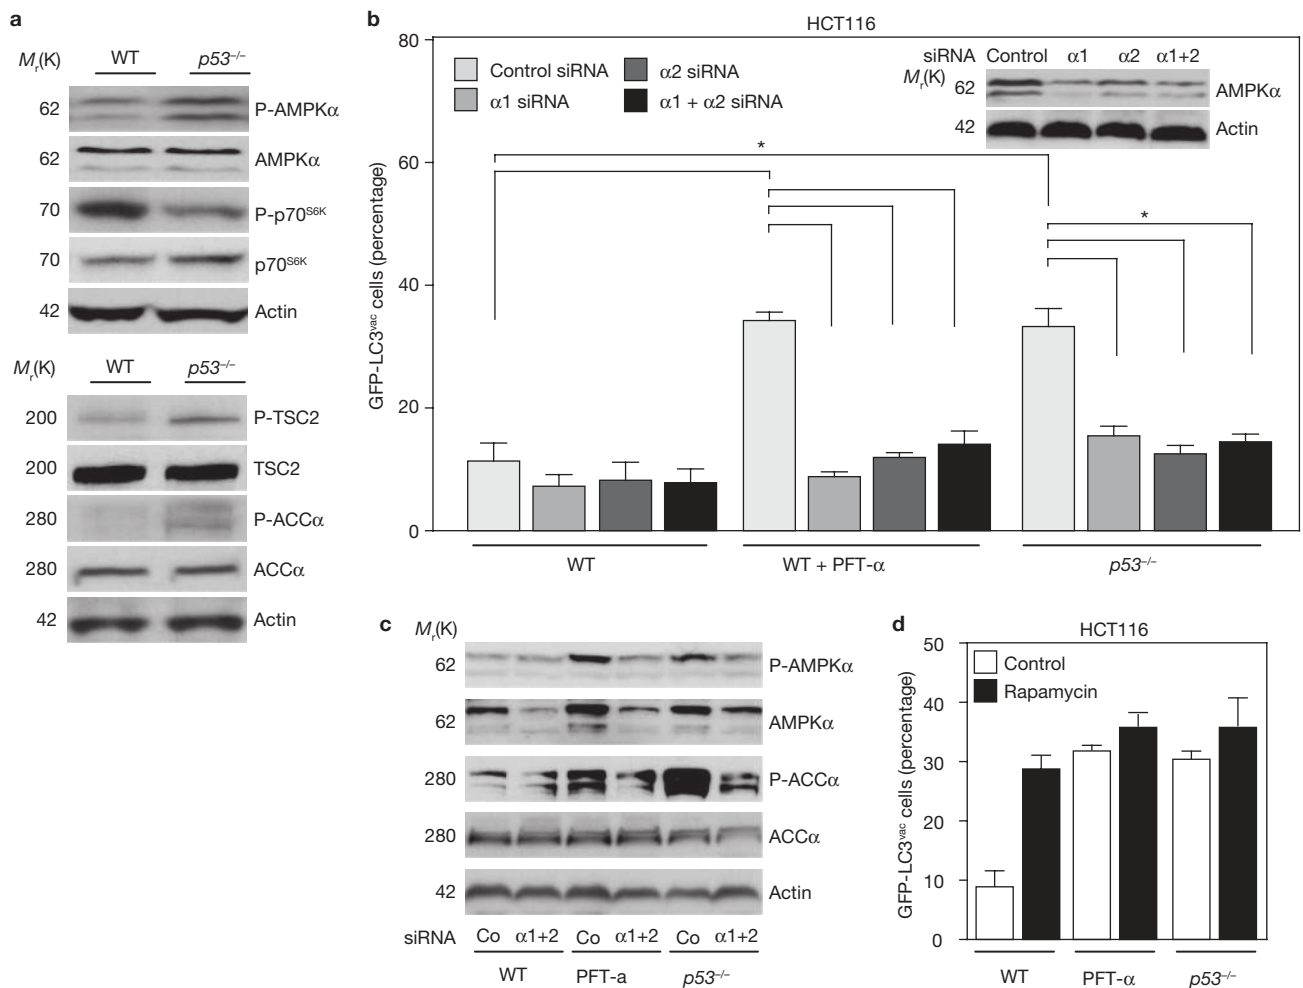 a
M_r(K) WT p53–/–
62 P-AMPKα
62 AMPKα
70 P-p70S6K
70 p70S6K
42 Actin
M_r(K) WT p53–/–
200 P-TSC2
200 TSC2
280 P-ACCα
280 ACCα
42 Actin
b
HCT116
GFP-LC3vac cells (percentage)
80
60
40
20
0
Control siRNA
α1 siRNA
α2 siRNA
α1 + α2 siRNA
siRNA Control α1 α2 α1+2
M_r(K)
62 AMPKα
42 Actin
*
*
WT
WT + PFT-α
p53–/–
c
M_r(K)
62 P-AMPKα
62 AMPKα
280 P-ACCα
280 ACCα
42 Actin
siRNA Co α1+2 Co α1+2 Co α1+2
WT PFT-a p53–/–
d
HCT116
GFP-LC3vac cells (percentage)
50
40
30
20
10
0
Control
Rapamycin
WT PFT-α p53–/–